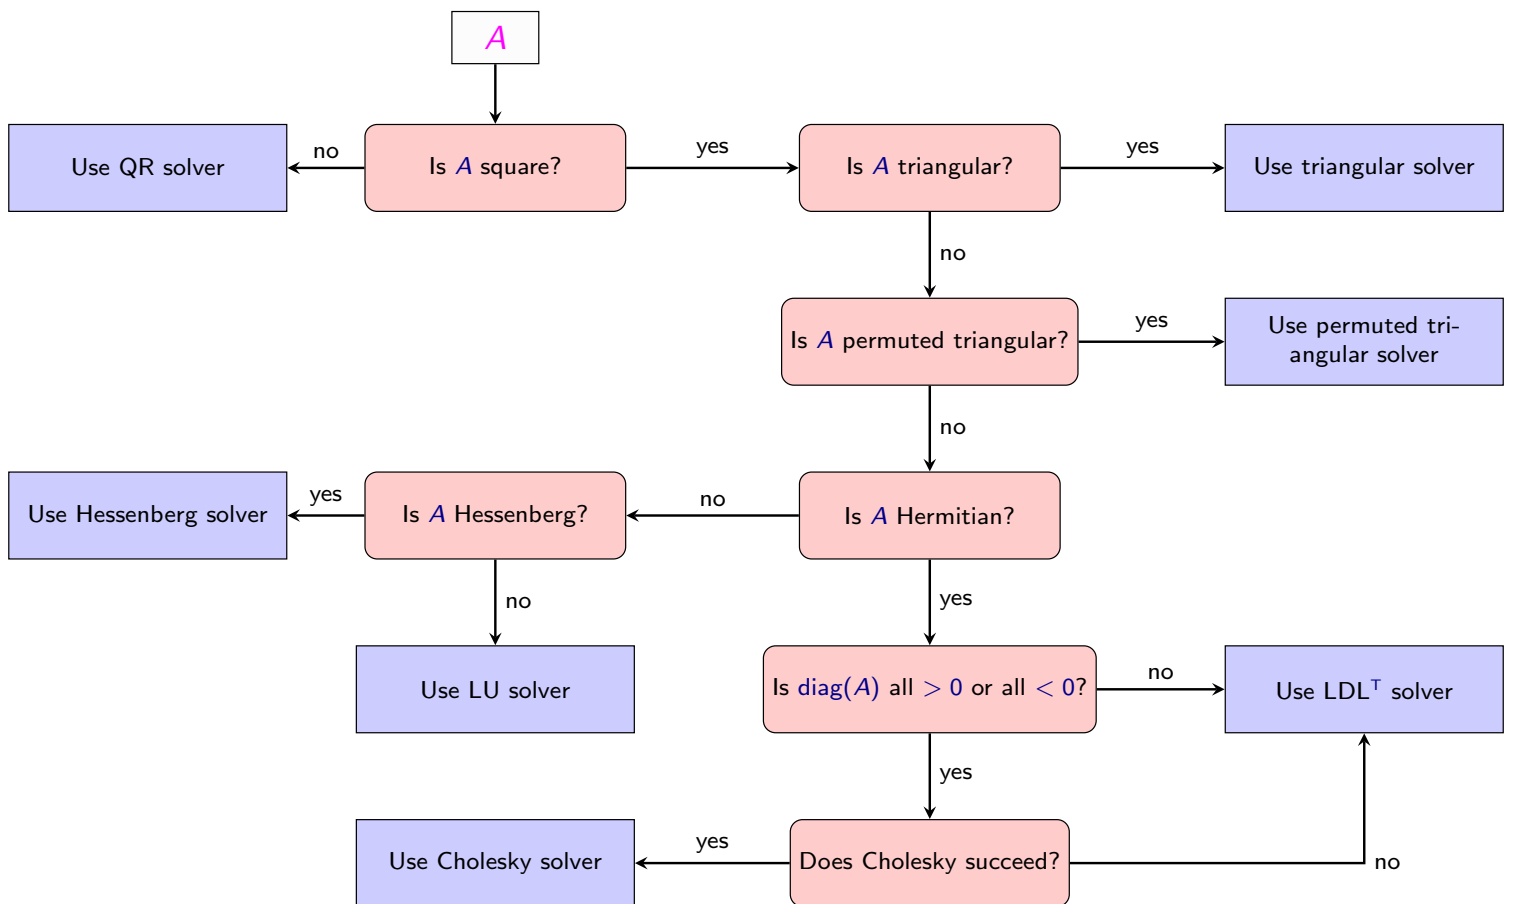 A
Use QR solver
no
Is A square?
yes
Is A triangular?
yes
Use triangular solver
no
Is A permuted triangular?
yes
Use permuted tri-
angular solver
no
Use Hessenberg solver
yes
Is A Hessenberg?
no
Is A Hermitian?
no
yes
Use LU solver
Is diag(A) all > 0 or all < 0?
no
Use LDLᵀ solver
yes
Use Cholesky solver
yes
Does Cholesky succeed?
no